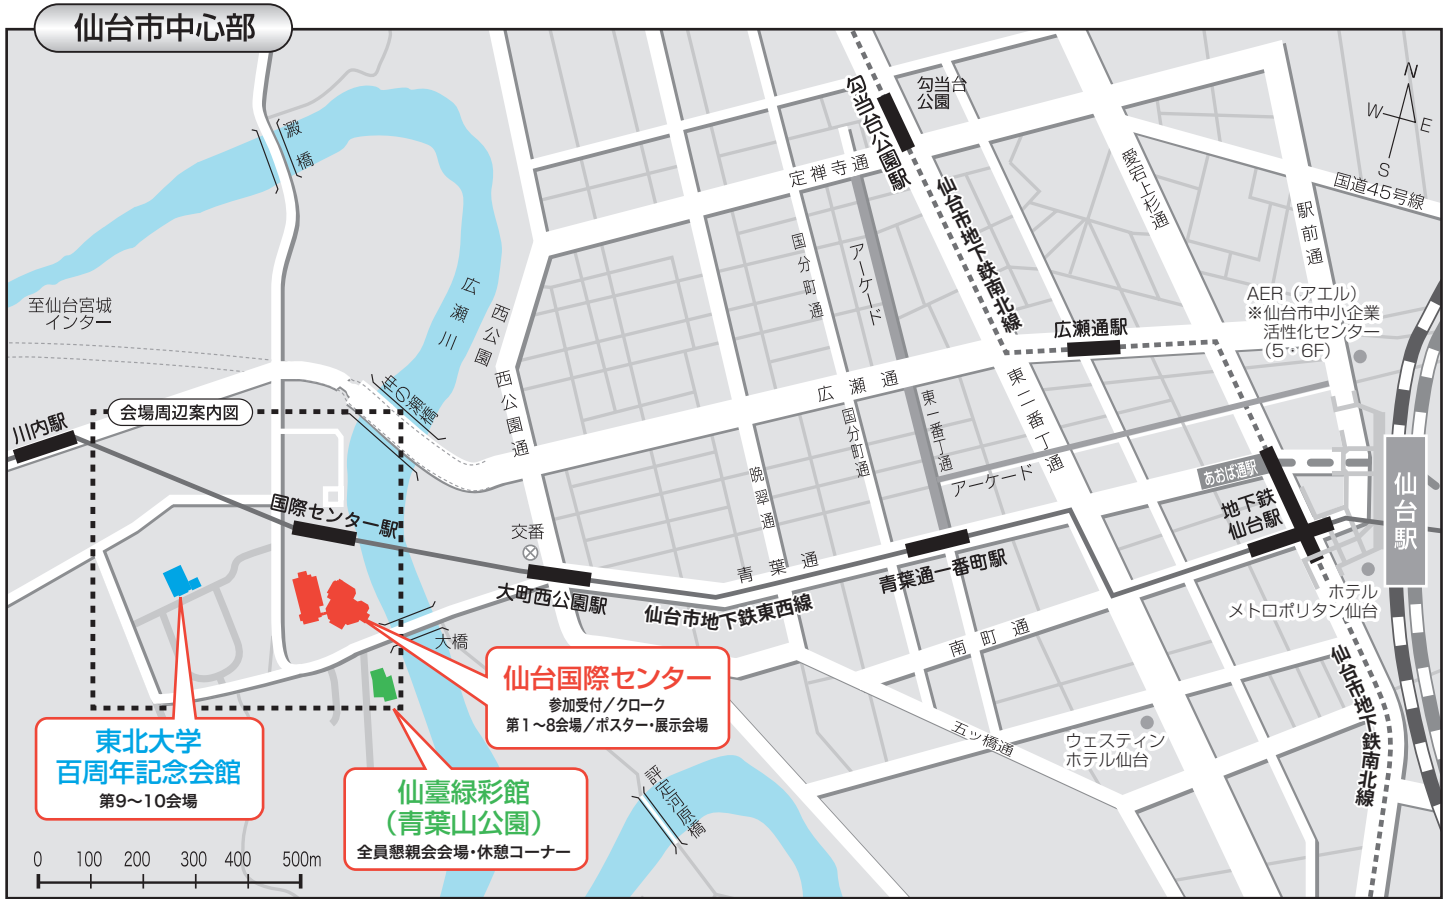 仙台市中心部
N
W
E
S
勾当台
公園
勾当台公園駅
澱橋
定禅寺通
愛宕上杉通
国道45号線
駅前通
仙台市地下鉄南北線
国分町通
アーケード
至仙台宮城
インター
広瀬川
西公園
AER（アエル）
※仙台市中小企業
活性化センター
（5・6F）
広瀬通駅
仲の瀬橋
西公園通
広瀬通
東二番丁通
東一番丁通
国分町通
会場周辺案内図
川内駅
晩翠通
アーケード
あおば通駅
仙台駅
地下鉄
仙台駅
国際センター駅
交番
青葉通
青葉通一番町駅
大町西公園駅
仙台市地下鉄東西線
ホテル
メトロポリタン仙台
大橋
南町通
仙台市地下鉄南北線
仙台国際センター
参加受付／クローク
第1～8会場／ポスター・展示会場
五ッ橋通
ウェスティン
ホテル仙台
東北大学
百周年記念会館
第9～10会場
仙臺緑彩館
（青葉山公園）
全員懇親会会場・休憩コーナー
評定河原橋
0 100 200 300 400 500m